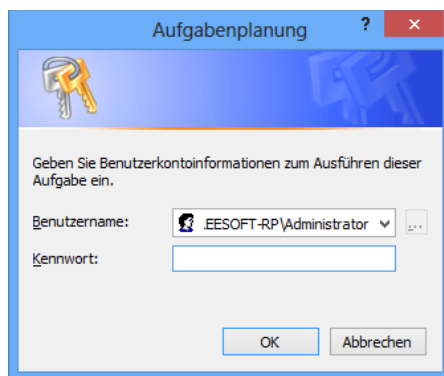 Aufgabenplanung
?
×
Geben Sie Benutzerkontoinformationen zum Ausführen dieser
Aufgabe ein.
Benutzername:
.EESOFT-RP\Administrator
...
Kennwort:
OK
Abbrechen